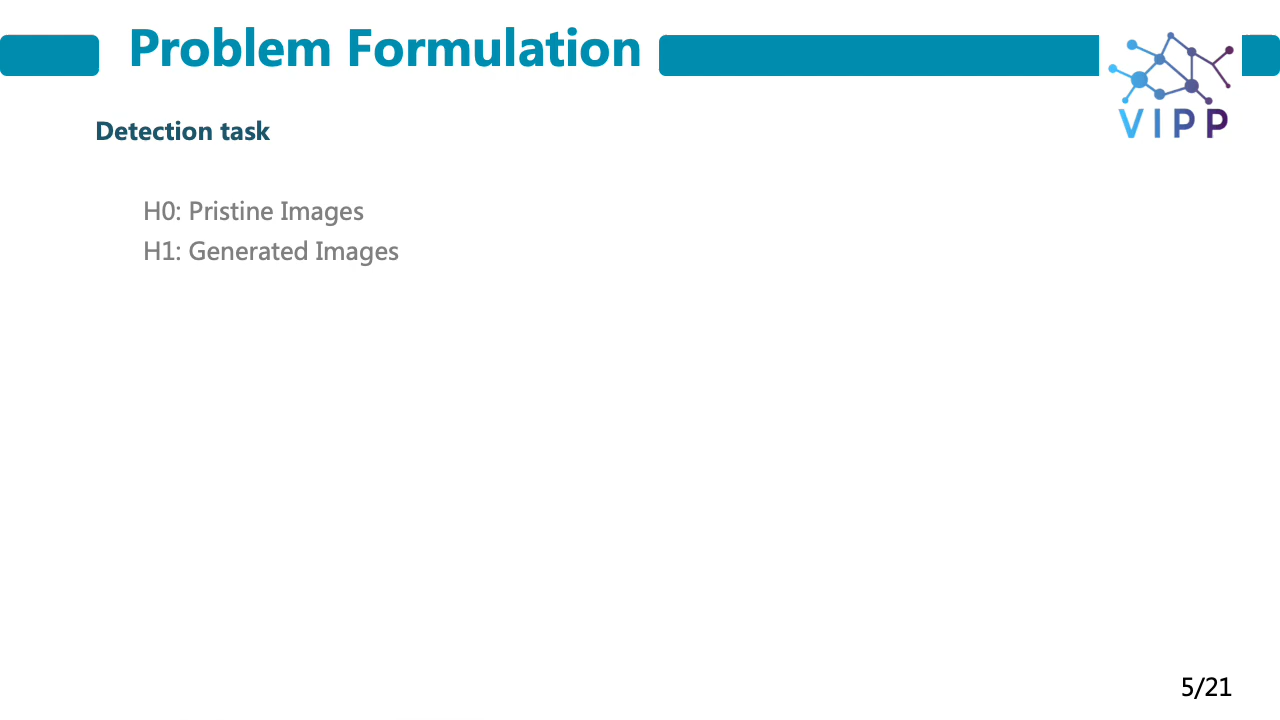 Problem Formulation
VIPP
Detection task
H0: Pristine Images
H1: Generated Images
5/21